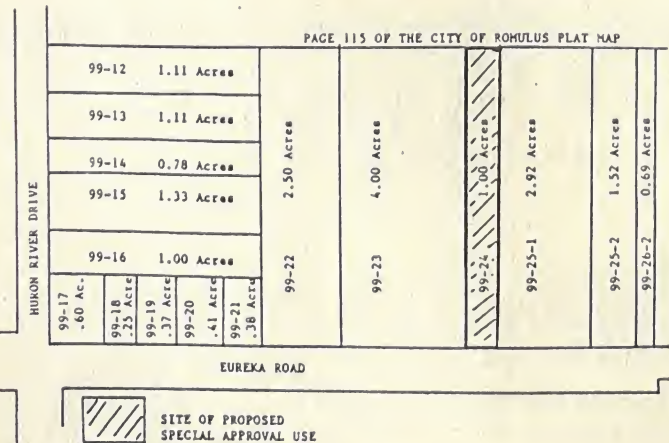 PAGE 115 OF THE CITY OF ROMULUS PLAT MAP
99-12 1.11 Acres
99-13 1.11 Acres
99-14 0.78 Acres
99-15 1.33 Acres
99-16 1.00 Acres
HURON RIVER DRIVE
99-17
.60 Ac.
99-18
.25 Acre
99-19
.37 Acre
99-20
.41 Acre
99-21
.38 Acre
99-22 2.50 Acres
99-23 4.00 Acres
99-24 1.00 Acres
99-25-1 2.92 Acres
99-25-2 1.52 Acres
99-26-2 0.69 Acres
EUREKA ROAD
SITE OF PROPOSED
SPECIAL APPROVAL USE